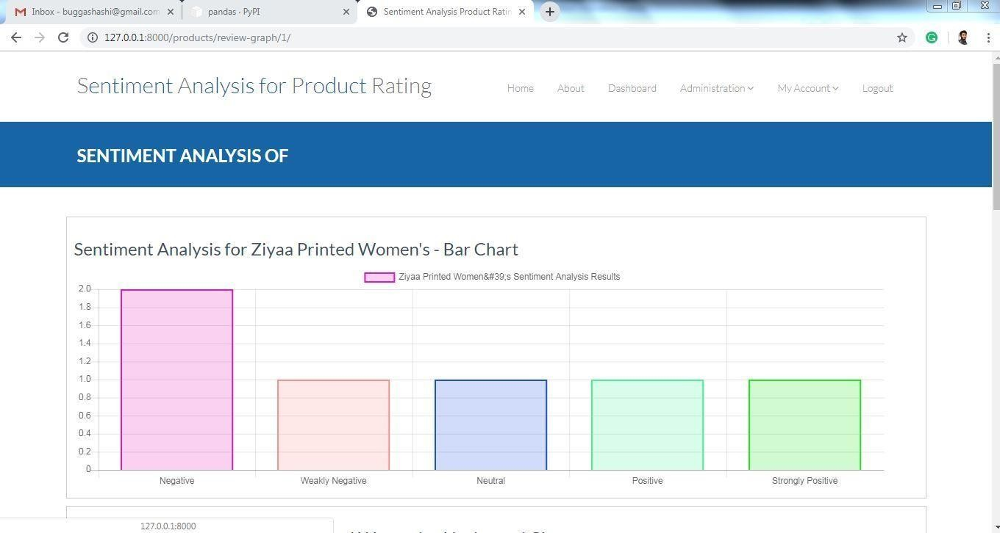 Inbox - buggashashi@gmail.com
pandas · PyPI
Sentiment Analysis Product Ratin
127.0.0.1:8000/products/review-graph/1/
Sentiment Analysis for Product Rating
Home About Dashboard Administration My Account Logout
SENTIMENT ANALYSIS OF
Sentiment Analysis for Ziyaa Printed Women's - Bar Chart
Ziyaa Printed Women&#39;s Sentiment Analysis Results
2.0
1.8
1.6
1.4
1.2
1.0
0.8
0.6
0.4
0.2
0
Negative Weakly Negative Neutral Positive Strongly Positive
127.0.0.1:8000